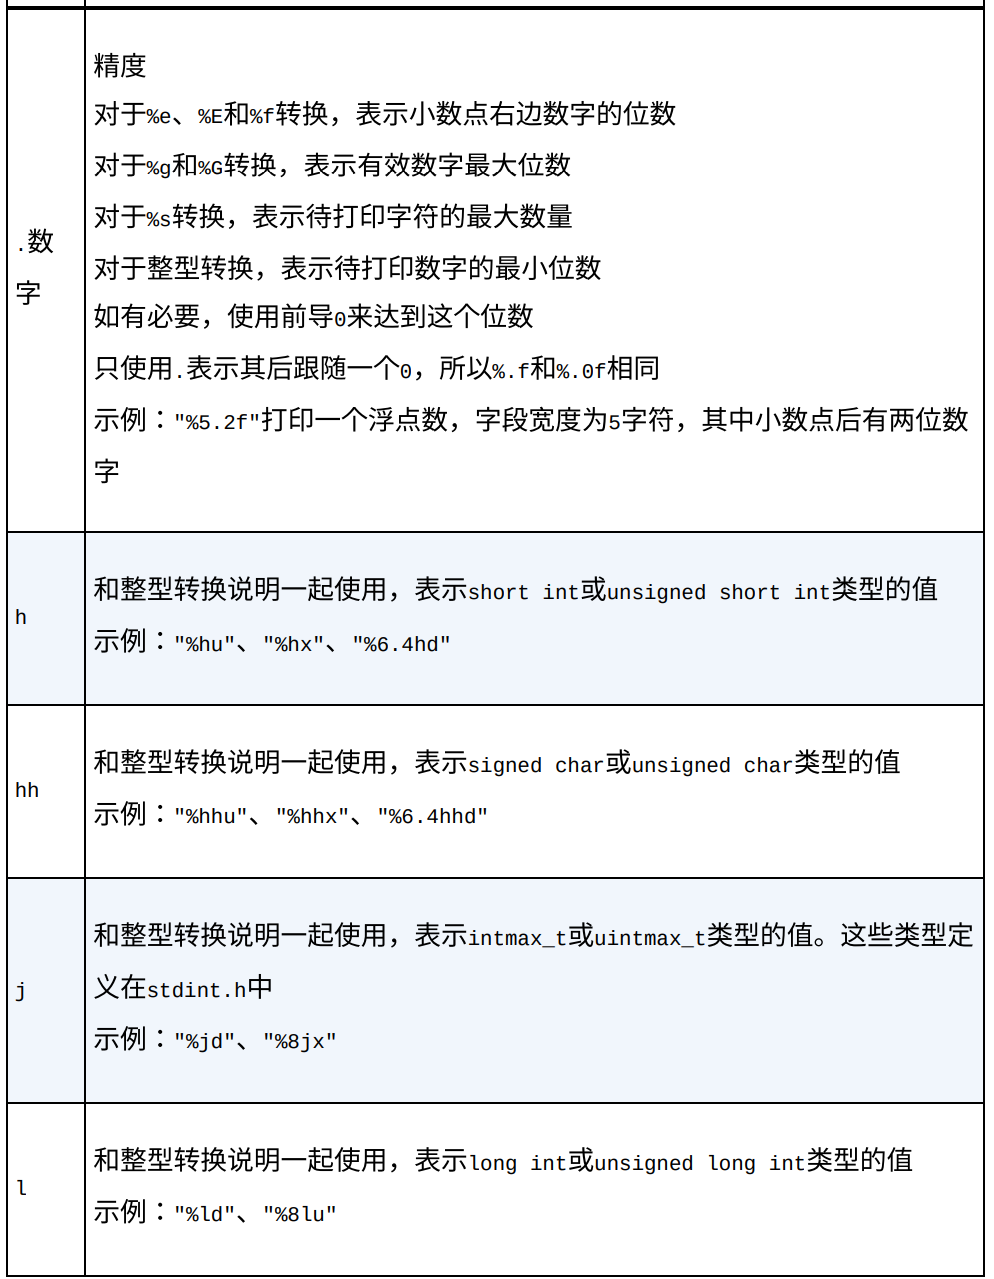 精度
对于%e、%E和%f转换，表示小数点右边数字的位数
对于%g和%G转换，表示有效数字最大位数
对于%s转换，表示待打印字符的最大数量
.数
字
对于整型转换，表示待打印数字的最小位数
如有必要，使用前导0来达到这个位数
只使用.表示其后跟随一个0，所以%.f和%.0f相同
示例："%5.2f"打印一个浮点数，字段宽度为5字符，其中小数点后有两位数
字
h
和整型转换说明一起使用，表示short int或unsigned short int类型的值
示例："%hu"、"%hx"、"%6.4hd"
hh
和整型转换说明一起使用，表示signed char或unsigned char类型的值
示例："%hhu"、"%hhx"、"%6.4hhd"
j
和整型转换说明一起使用，表示intmax_t或uintmax_t类型的值。这些类型定
义在stdint.h中
示例："%jd"、"%8jx"
l
和整型转换说明一起使用，表示long int或unsigned long int类型的值
示例："%ld"、"%8lu"